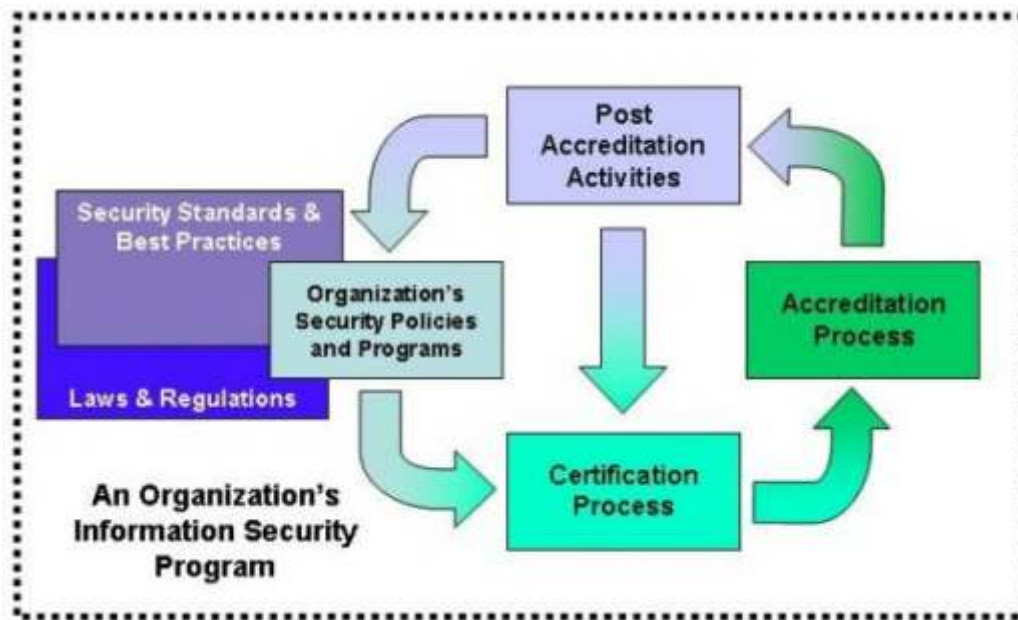 Post
Accreditation
Activities
Security Standards &
Best Practices
Organization's
Security Policies
and Programs
Accreditation
Process
Laws & Regulations
Certification
Process
An Organization's
Information Security
Program